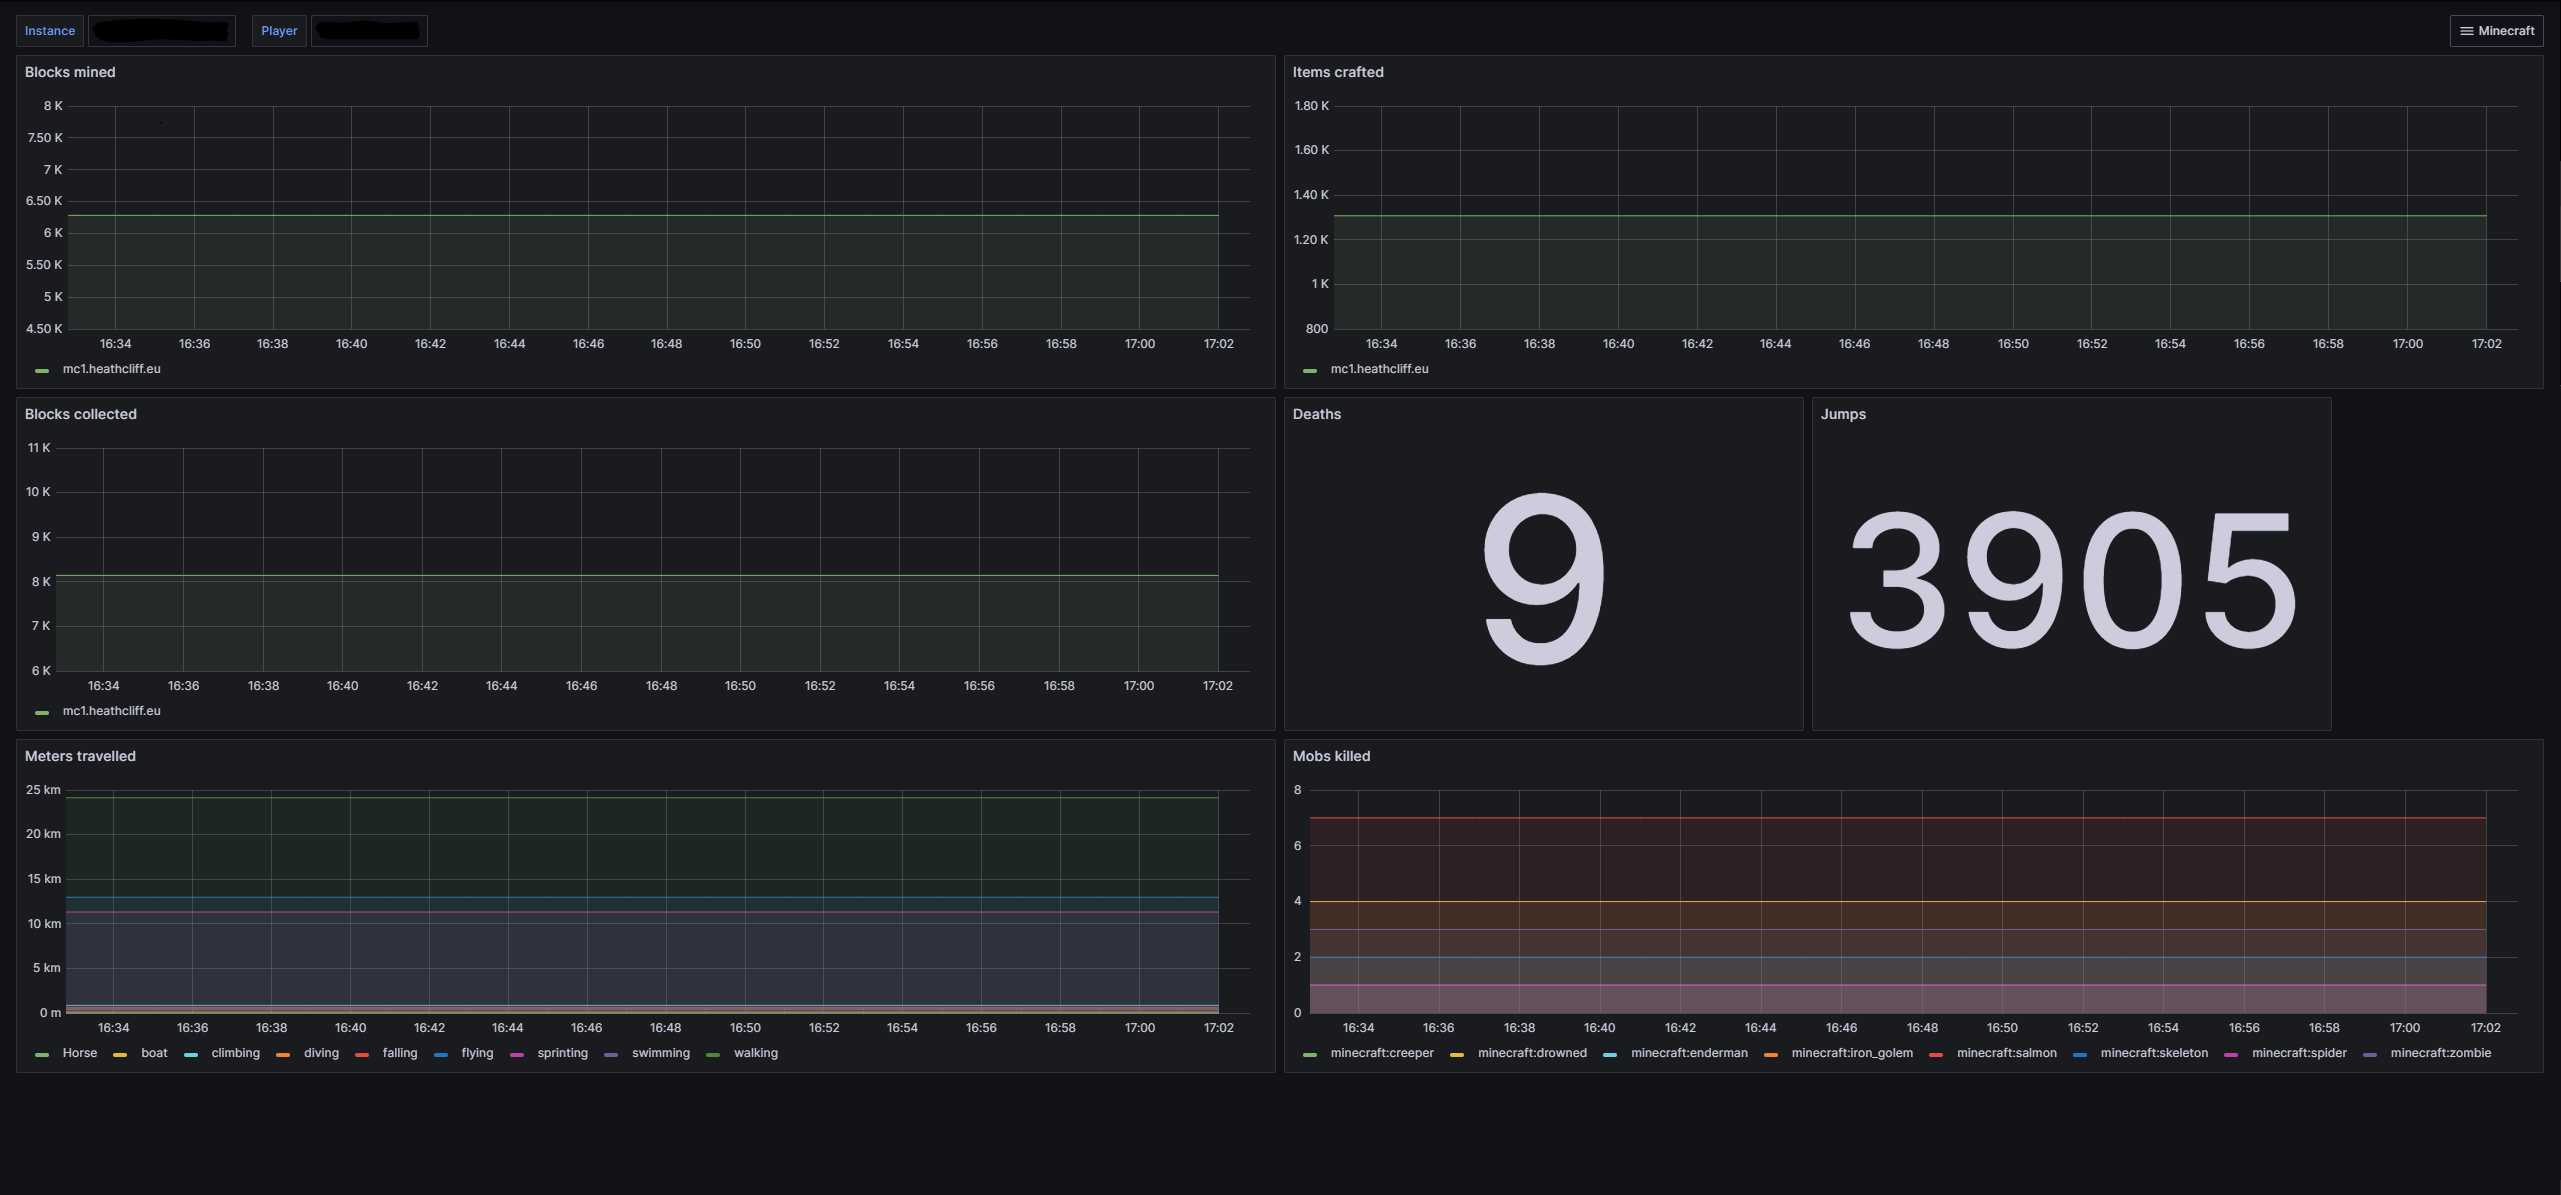 Instance Player Minecraft
Blocks mined
8 K
7.50 K
7 K
6.50 K
6 K
5.50 K
5 K
4.50 K
16:34 16:36 16:38 16:40 16:42 16:44 16:46 16:48 16:50 16:52 16:54 16:56 16:58 17:00 17:02
mc1.heathcliff.eu
Items crafted
1.80 K
1.60 K
1.40 K
1.20 K
1 K
800
16:34 16:36 16:38 16:40 16:42 16:44 16:46 16:48 16:50 16:52 16:54 16:56 16:58 17:00 17:02
mc1.heathcliff.eu
Blocks collected
11 K
10 K
9 K
8 K
7 K
6 K
16:34 16:36 16:38 16:40 16:42 16:44 16:46 16:48 16:50 16:52 16:54 16:56 16:58 17:00 17:02
mc1.heathcliff.eu
Deaths
9
Jumps
3905
Meters travelled
25 km
20 km
15 km
10 km
5 km
0 m
16:34 16:36 16:38 16:40 16:42 16:44 16:46 16:48 16:50 16:52 16:54 16:56 16:58 17:00 17:02
Horse boat climbing diving falling flying sprinting swimming walking
Mobs killed
8
6
4
2
0
16:34 16:36 16:38 16:40 16:42 16:44 16:46 16:48 16:50 16:52 16:54 16:56 16:58 17:00 17:02
minecraft:creeper minecraft:drowned minecraft:enderman minecraft:iron_golem minecraft:salmon minecraft:skeleton minecraft:spider minecraft:zombie